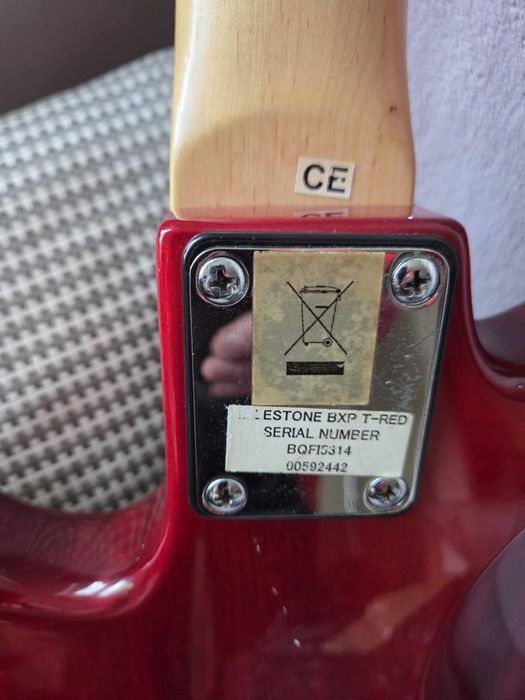 CE
ESTONE BXP T-RED
SERIAL NUMBER
BQFI5314
00592442